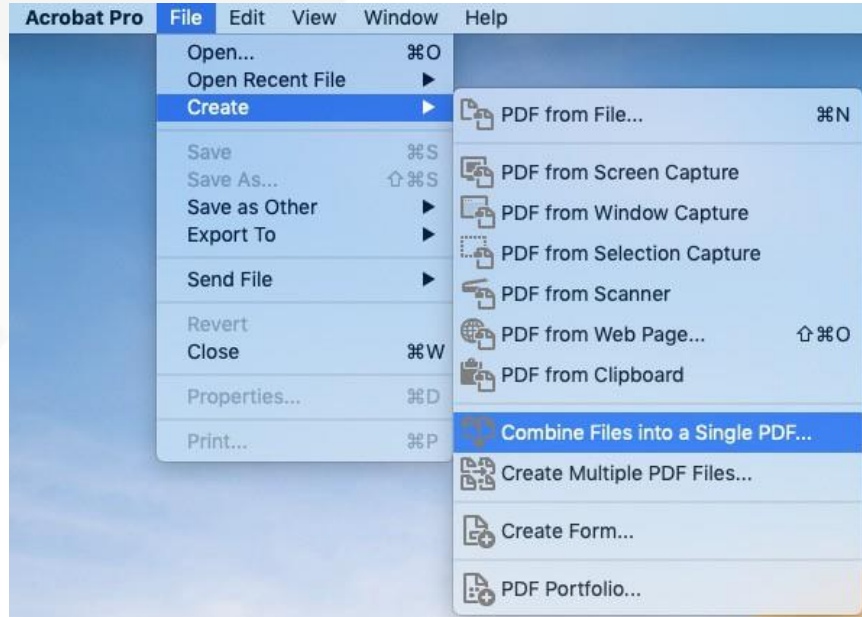 Acrobat Pro File Edit View Window Help
Open... ⌘O
Open Recent File ▶
Create ▶
Save ⌘S
Save As... ⇧⌘S
Save as Other ▶
Export To ▶
Send File ▶
Revert
Close ⌘W
Properties... ⌘D
Print... ⌘P
PDF from File... ⌘N
PDF from Screen Capture
PDF from Window Capture
PDF from Selection Capture
PDF from Scanner
PDF from Web Page... ⇧⌘O
PDF from Clipboard
Combine Files into a Single PDF...
Create Multiple PDF Files...
Create Form...
PDF Portfolio...